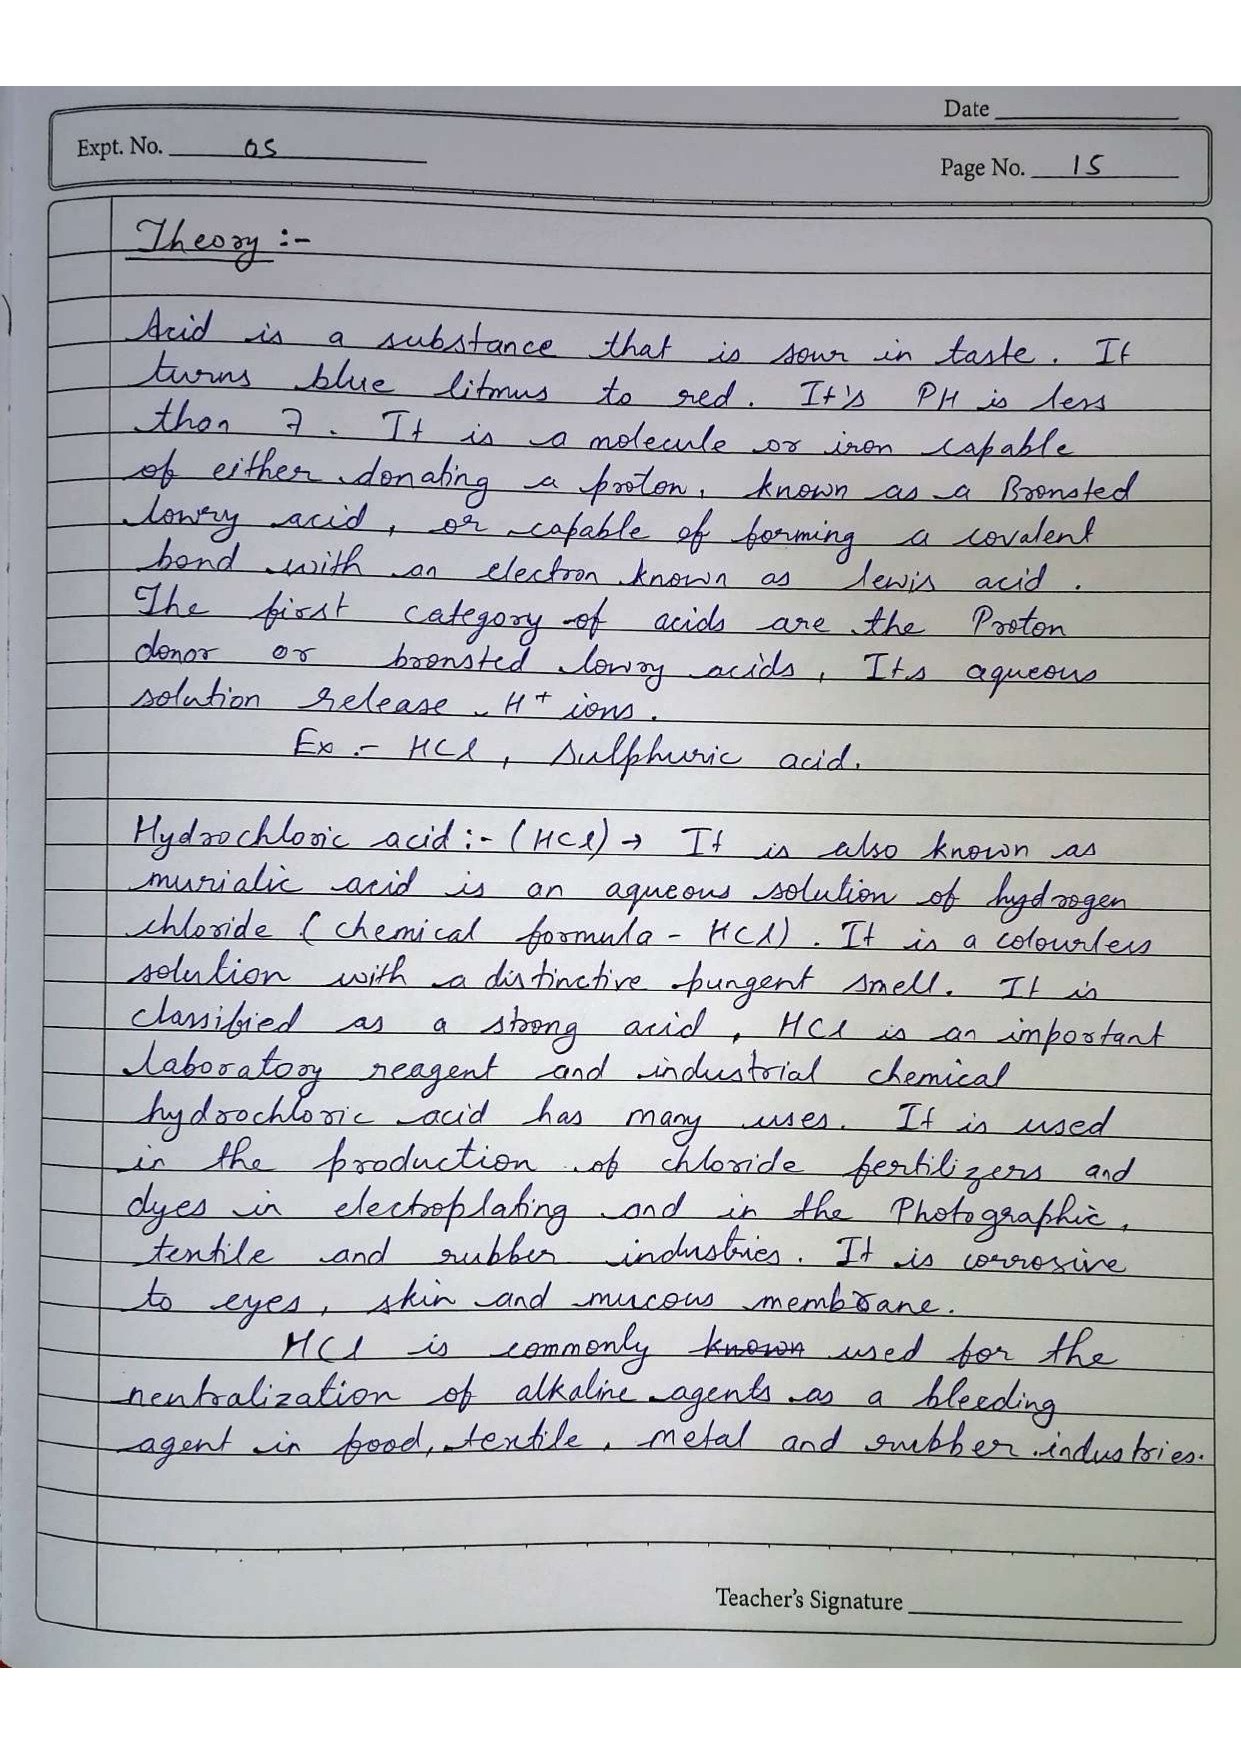 Date
Expt. No. 05
Page No. 15
Theory :-
Acid is a substance that is sour in taste. It
turns blue litmus to red. It's PH is less
than 7. It is a molecule or iron capable
of either donating a proton, known as a Bronsted
lowry acid, or capable of forming a covalent
bond with an electron known as lewis acid.
The first category of acids are the Proton
donor or bronsted lowry acids, Its aqueous
solution release H+ ions.
Ex :- HCl, Sulphuric acid.
Hydrochloric acid :- (HCl) → It is also known as
muriatic acid is an aqueous solution of hydrogen
chloride (chemical formula - HCl). It is a colourless
solution with a distinctive pungent smell. It is
classified as a strong acid, HCl is an important
laboratory reagent and industrial chemical
hydrochloric acid has many uses. It is used
in the production of chloride fertilizers and
dyes in electroplating and in the Photographic,
textile and rubber industries. It is corrosive
to eyes, skin and mucous membrane.
HCl is commonly known used for the
neutralization of alkaline agents as a bleeding
agent in food, textile, metal and rubber industries.
Teacher's Signature